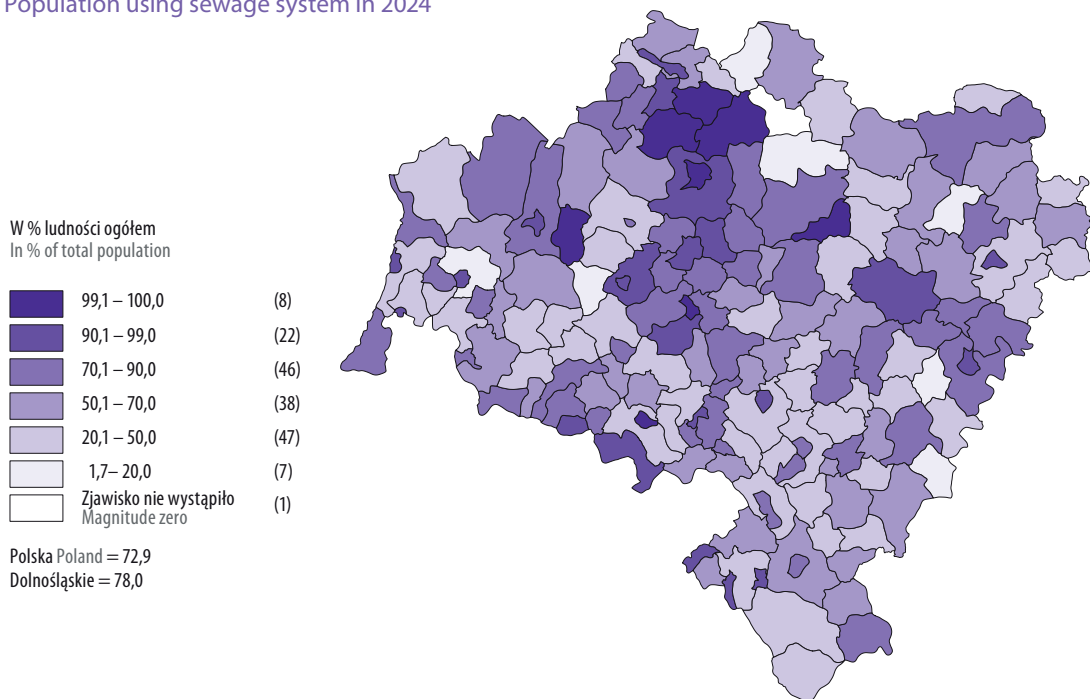 Population using sewage system in 2024
W % ludności ogółem
In % of total population
99,1 – 100,0 (8)
90,1 – 99,0 (22)
70,1 – 90,0 (46)
50,1 – 70,0 (38)
20,1 – 50,0 (47)
1,7– 20,0 (7)
Zjawisko nie wystąpiło (1)
Magnitude zero
Polska Poland = 72,9
Dolnośląskie = 78,0